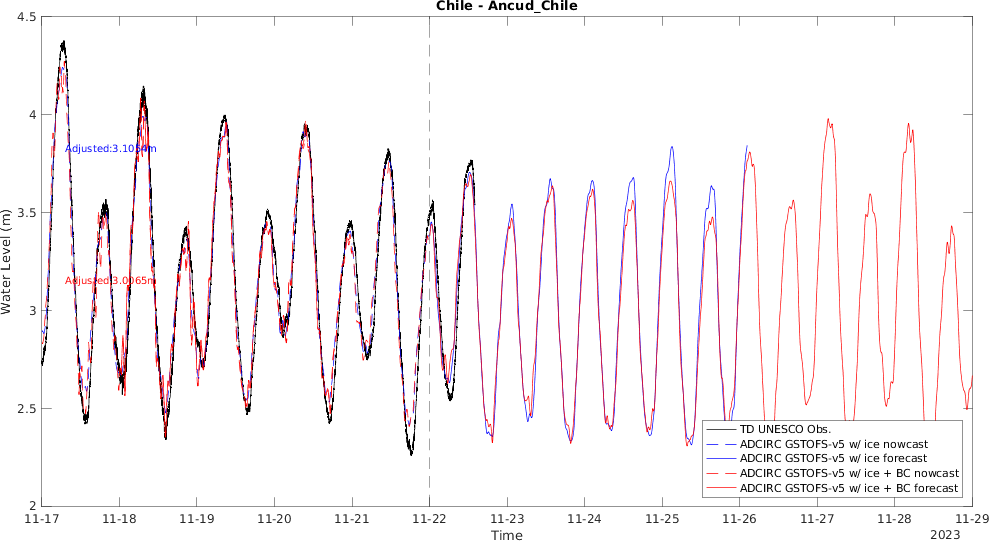 Chile - Ancud_Chile
4.5
4
3.5
3
2.5
2
Water Level (m)
Adjusted:3.1054m
Adjusted:3.0065m
TD UNESCO Obs.
ADCIRC GSTOFS-v5 w/ ice nowcast
ADCIRC GSTOFS-v5 w/ ice forecast
ADCIRC GSTOFS-v5 w/ ice + BC nowcast
ADCIRC GSTOFS-v5 w/ ice + BC forecast
11-17 11-18 11-19 11-20 11-21 11-22 11-23 11-24 11-25 11-26 11-27 11-28 11-29
Time
2023